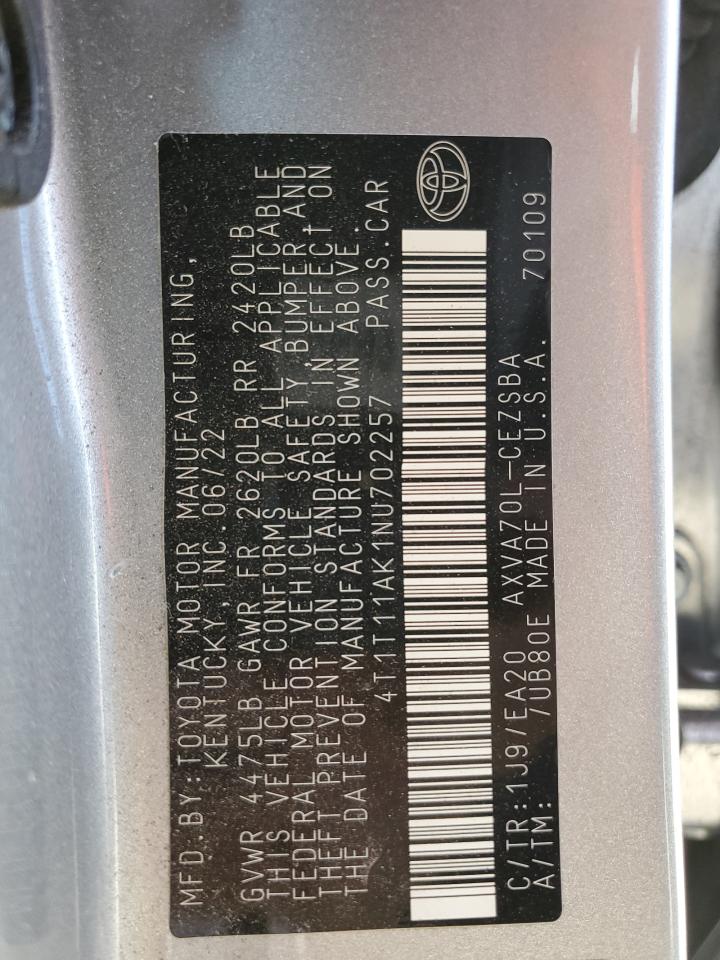 MFD.BY:TOYOTA MOTOR MANUFACTURING,
KENTUCKY, INC. 06/22
GVWR 4475LB GAWR FR 2620LB RR 2420LB
THIS VEHICLE CONFORMS TO ALL APPLICABLE
FEDERAL MOTOR VEHICLE SAFETY, BUMPER, AND
THEFT PREVENTION STANDARDS IN EFFECT ON
THE DATE OF MANUFACTURE SHOWN ABOVE.
4T1T11AK1NU702257 PASS.CAR
C/TR:1J9/EA20 AXVA70L-CEZSBA 70109
A/TM: 7UB80E MADE IN U.S.A.